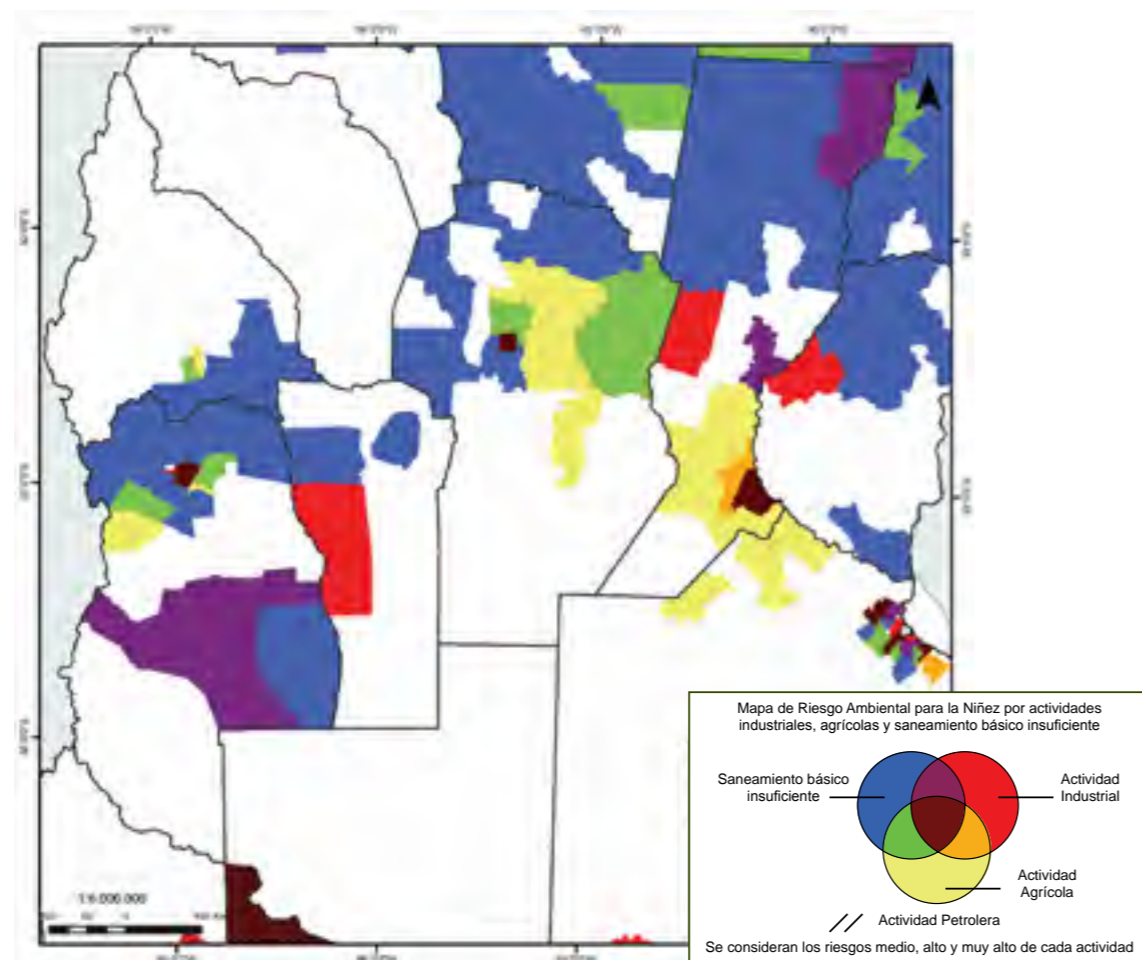 1:6.000.000
Mapa de Riesgo Ambiental para la Niñez por actividades
industriales, agrícolas y saneamiento básico insuficiente
Saneamiento básico
insuficiente
Actividad
Industrial
Actividad
Agrícola
Actividad Petrolera
Se consideran los riesgos medio, alto y muy alto de cada actividad